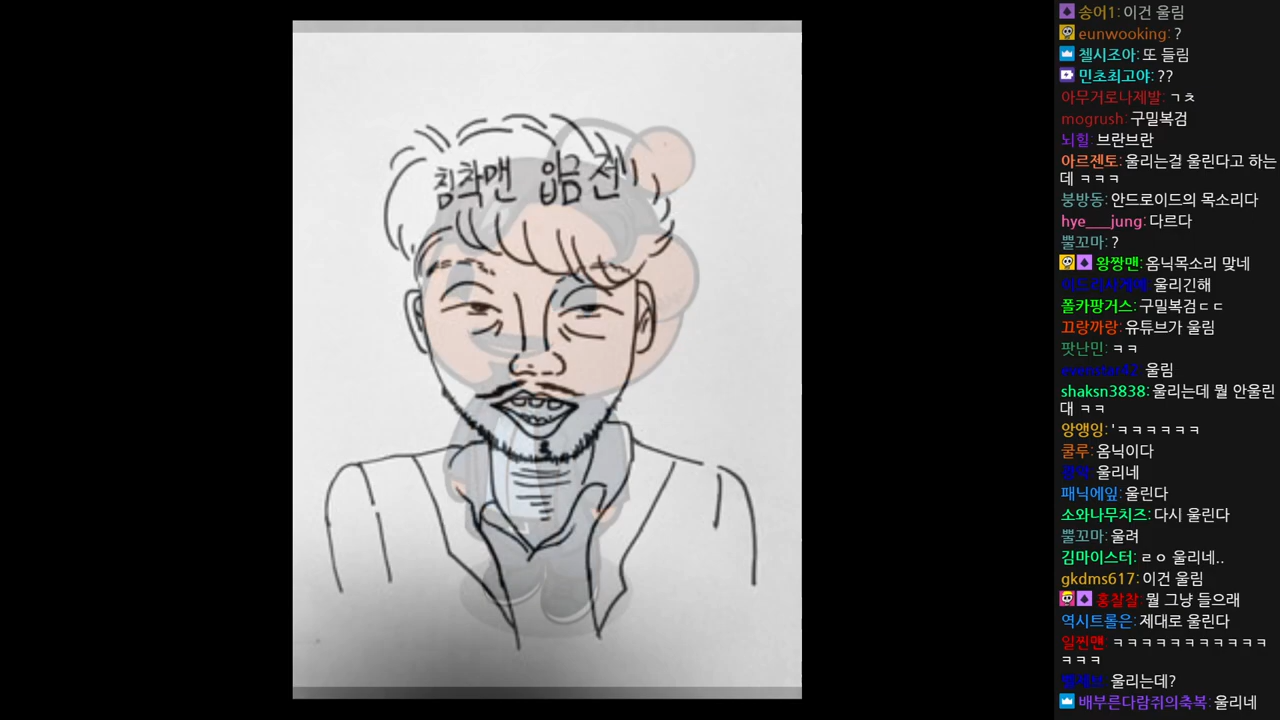 침착맨 입금 전
송어1: 이건 울림
eunwooking: ?
첼시조아: 또 들림
민초최고야: ??
아무거로나제발: ㄱㅊ
mogrush: 구밀복검
뇌힐: 브란브란
아르젠토: 울리는걸 울린다고 하는
데 ㅋㅋㅋ
붕방동: 안드로이드의 목소리다
hye___jung: 다르다
뿔꼬마: ?
왕짱맨: 옴닉목소리 맞네
울리긴해
폴카팡거스: 구밀복검ㄷㄷ
끄랑까랑: 유튜브가 울림
팟난민: ㅋㅋ
울림
shaksn3838: 울리는데 뭘 안울린
대 ㅋㅋ
앙앵잉: 'ㅋㅋㅋㅋㅋㅋ
쿨루: 옴닉이다
울리네
패닉에잎: 울린다
소와나무치즈: 다시 울린다
뿔꼬마: 울려
김마이스터: ㄹㅇ 울리네..
gkdms617: 이건 울림
홍찰찰: 뭘 그냥 들으래
역시트롤은: 제대로 울린다
일찐맨: ㅋㅋㅋㅋㅋㅋㅋㅋㅋㅋㅋ
ㅋㅋㅋ
울리는데?
배부른다람쥐의축복: 울리네